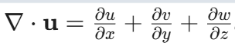 ∇ · **u** = ∂u/∂x + ∂v/∂y + ∂w/∂z